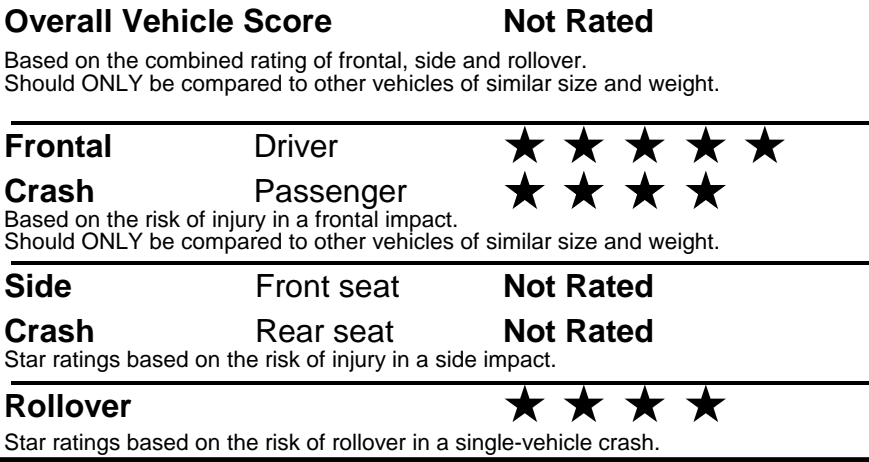 Overall Vehicle Score Not Rated
Based on the combined rating of frontal, side and rollover.
Should ONLY be compared to other vehicles of similar size and weight.
Frontal Driver ★ ★ ★ ★ ★
Crash Passenger ★ ★ ★ ★
Based on the risk of injury in a frontal impact.
Should ONLY be compared to other vehicles of similar size and weight.
Side Front seat Not Rated
Crash Rear seat Not Rated
Star ratings based on the risk of injury in a side impact.
Rollover ★ ★ ★ ★
Star ratings based on the risk of rollover in a single-vehicle crash.